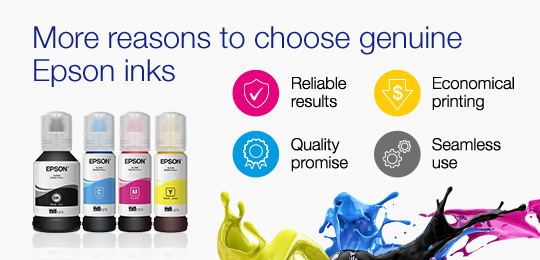 More reasons to choose genuine
Epson inks
Reliable
results
Economical
printing
Quality
promise
Seamless
use
EPSON
EPSON
EPSON
EPSON
BK
C
M
Y